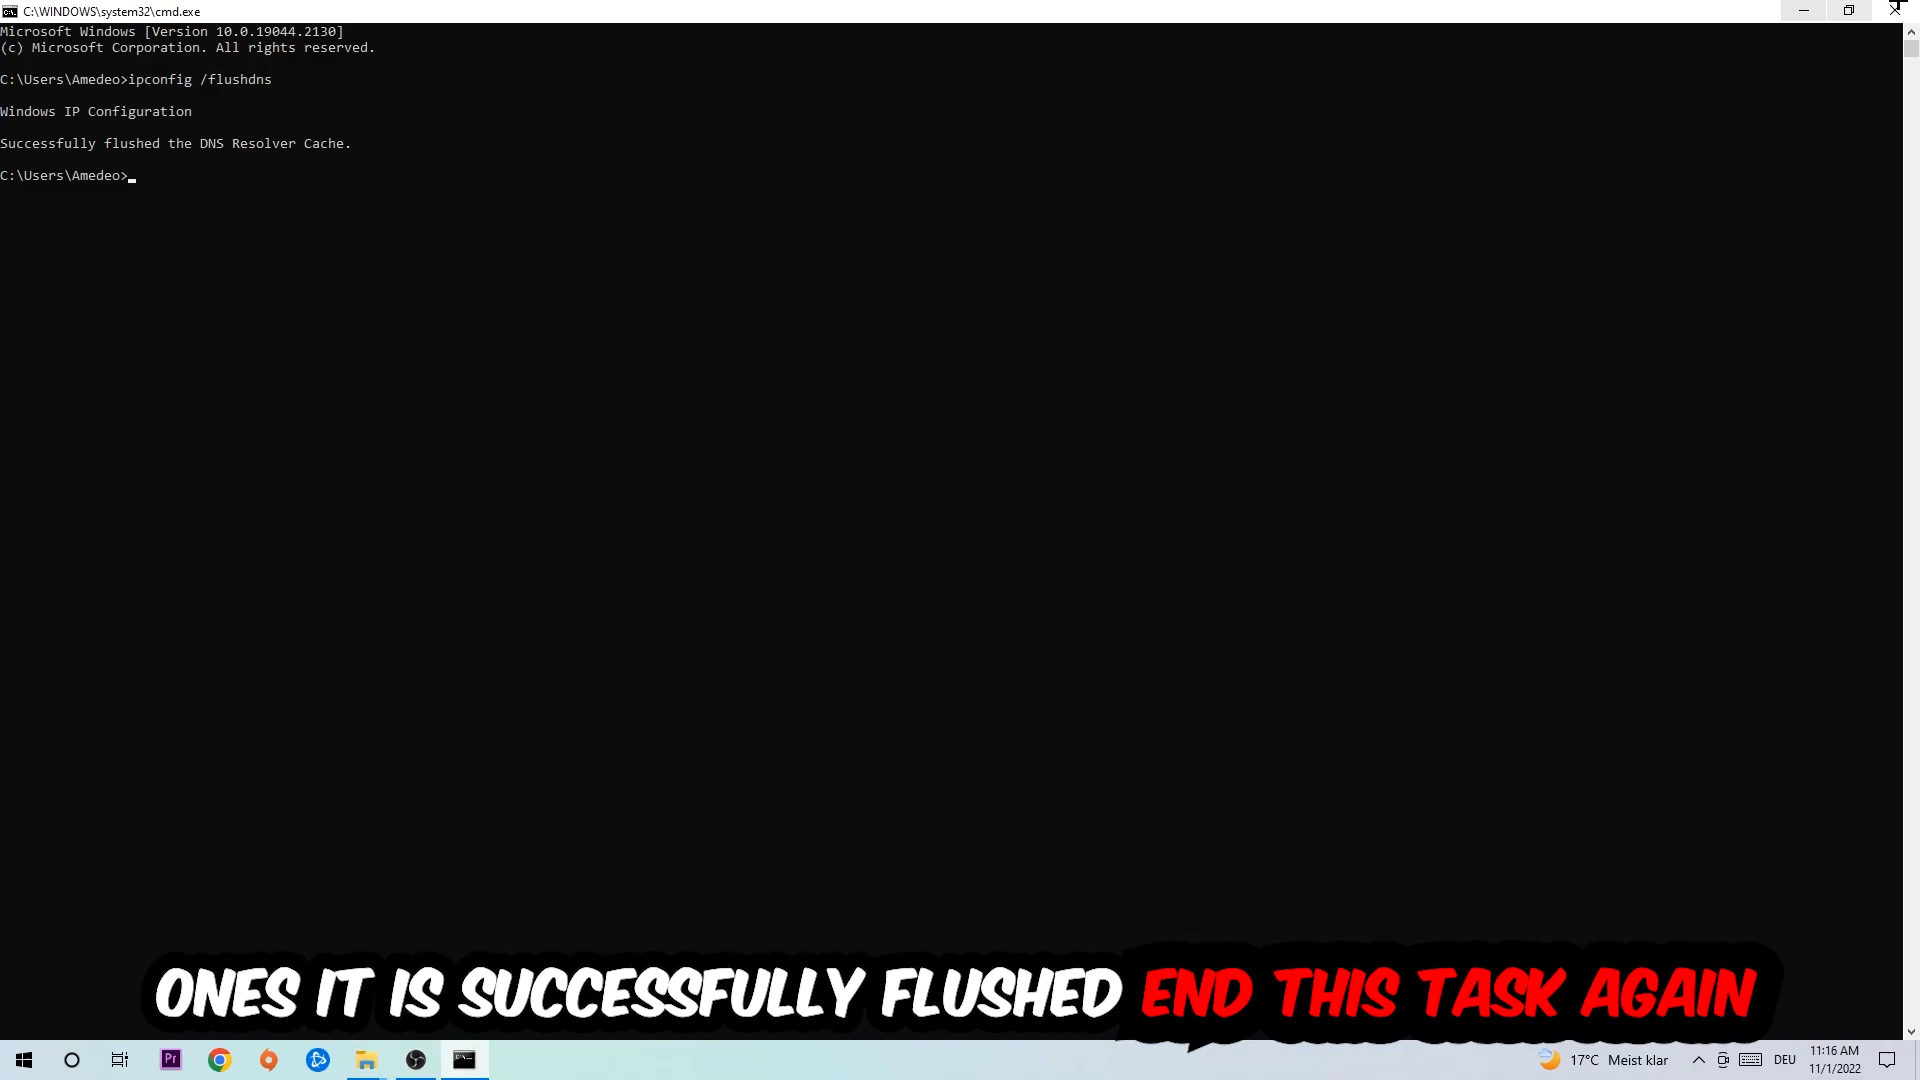 C:\WINDOWS\system32\cmd.exe
Microsoft Windows [Version 10.0.19044.2130]
(c) Microsoft Corporation. All rights reserved.
C:\Users\Amedeo>ipconfig /flushdns
Windows IP Configuration
Successfully flushed the DNS Resolver Cache.
C:\Users\Amedeo>
ONES IT IS SUCCESSFULLY FLUSHED END THIS TASK AGAIN
Pr
17°C Meist klar
DEU
11:16 AM
11/1/2022